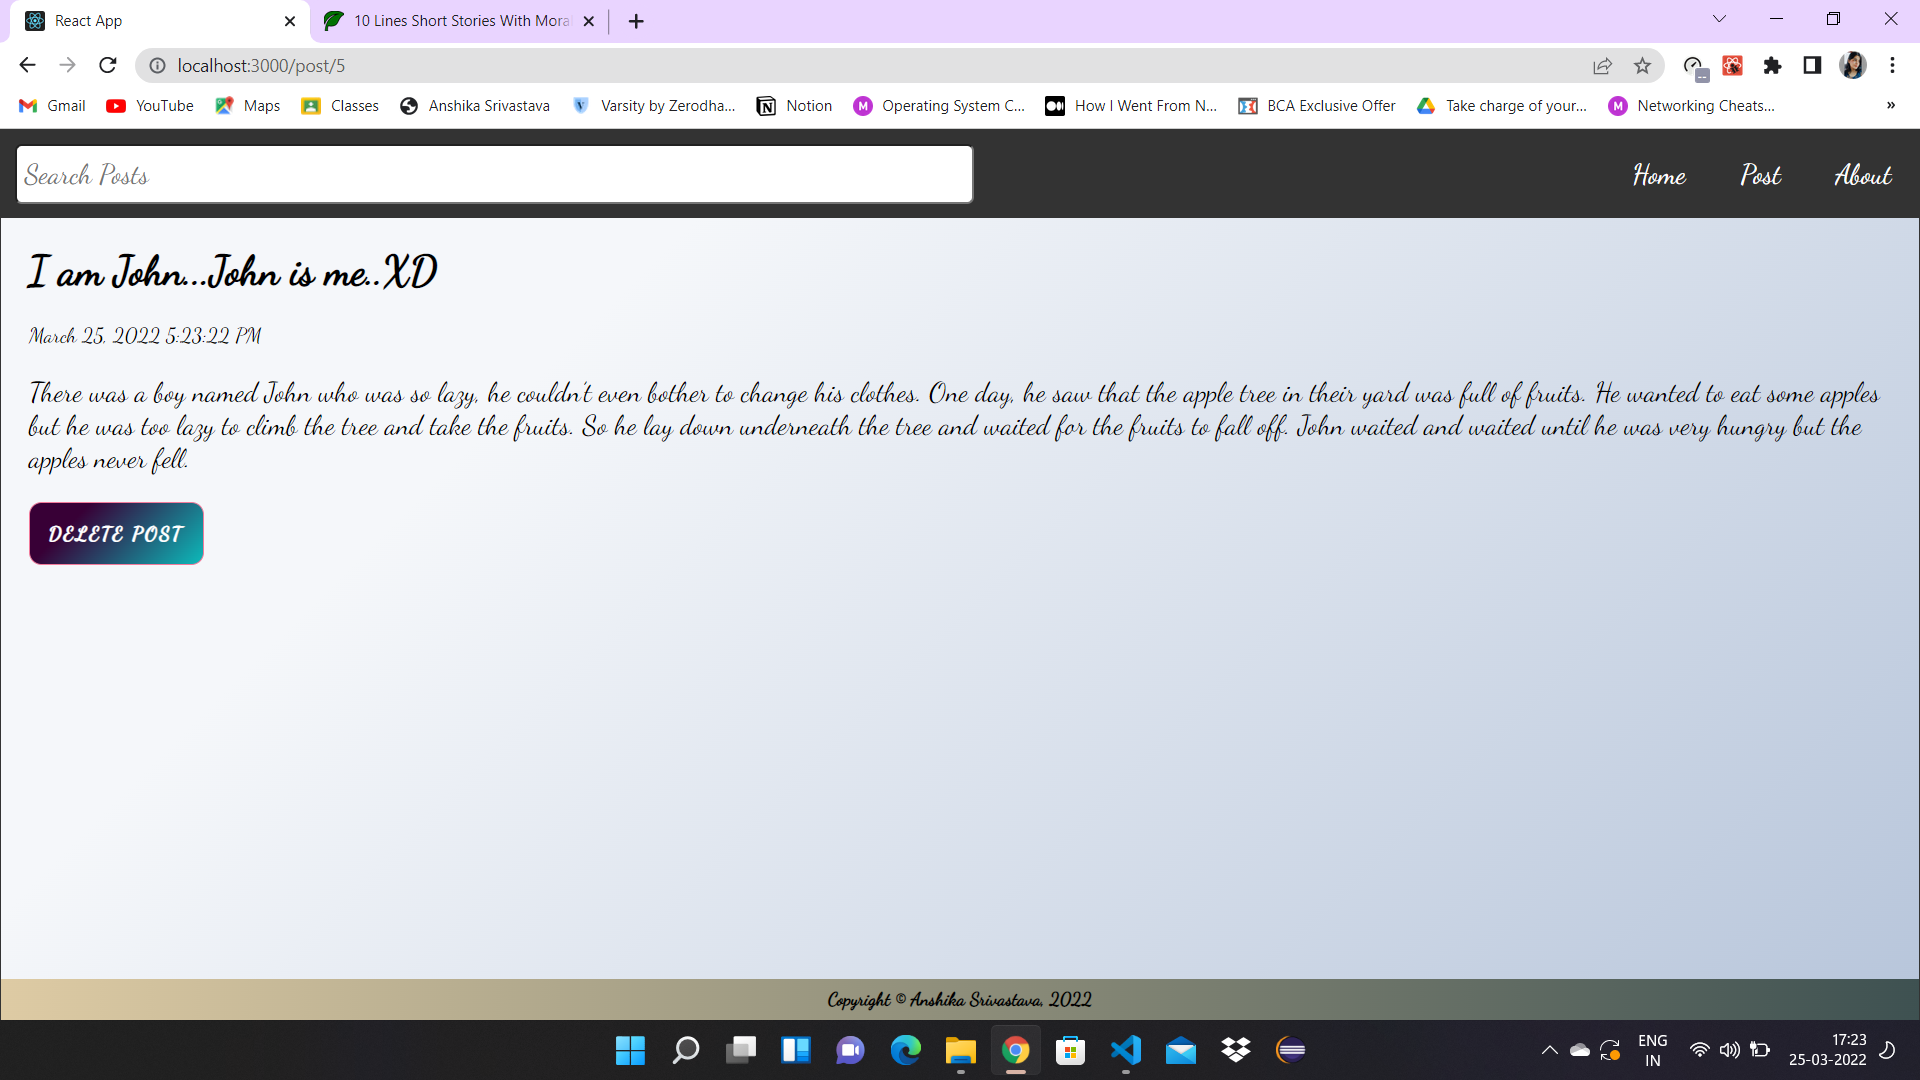 React App
10 Lines Short Stories With Mora
localhost:3000/post/5
Gmail
YouTube
Maps
Classes
Anshika Srivastava
Varsity by Zerodha...
Notion
Operating System C...
How I Went From N...
BCA Exclusive Offer
Take charge of your...
Networking Cheats...
»
Search Posts
Home
Post
About
I am John...John is me..XD
March 25, 2022 5:23:22 PM
There was a boy named John who was so lazy, he couldn't even bother to change his clothes. One day, he saw that the apple tree in their yard was full of fruits. He wanted to eat some apples
but he was too lazy to climb the tree and take the fruits. So he lay down underneath the tree and waited for the fruits to fall off. John waited and waited until he was very hungry but the
apples never fell.
DELETE POST
Copyright © Anshika Srivastava, 2022
ENG
IN
17:23
25-03-2022